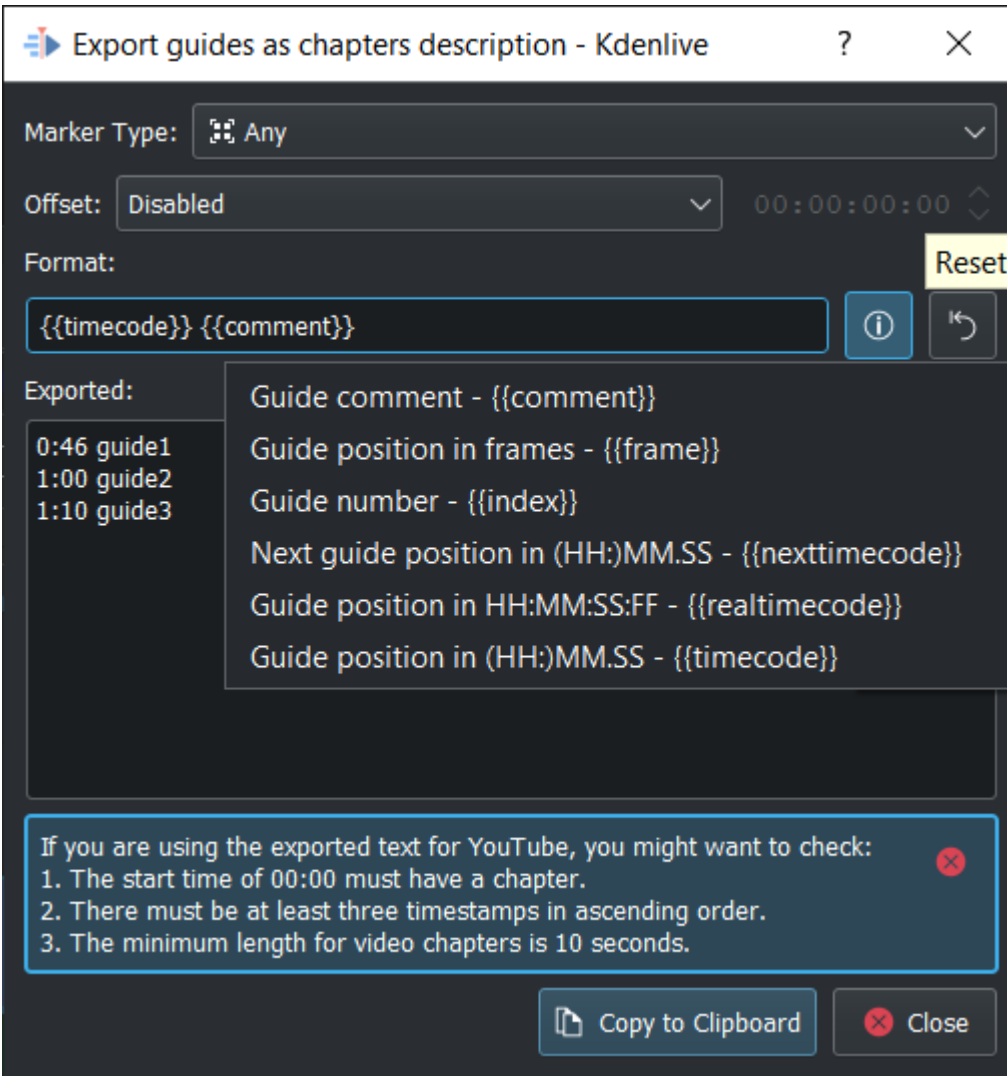 Export guides as chapters description - Kdenlive ?
Marker Type: Any
Offset: Disabled 00:00:00:00
Format:
Reset
{{timecode}} {{comment}}
Exported:
0:46 guide1
1:00 guide2
1:10 guide3
Guide comment - {{comment}}
Guide position in frames - {{frame}}
Guide number - {{index}}
Next guide position in (HH:)MM.SS - {{nexttimecode}}
Guide position in HH:MM:SS:FF - {{realtimecode}}
Guide position in (HH:)MM.SS - {{timecode}}
If you are using the exported text for YouTube, you might want to check:
1. The start time of 00:00 must have a chapter.
2. There must be at least three timestamps in ascending order.
3. The minimum length for video chapters is 10 seconds.
Copy to Clipboard
Close